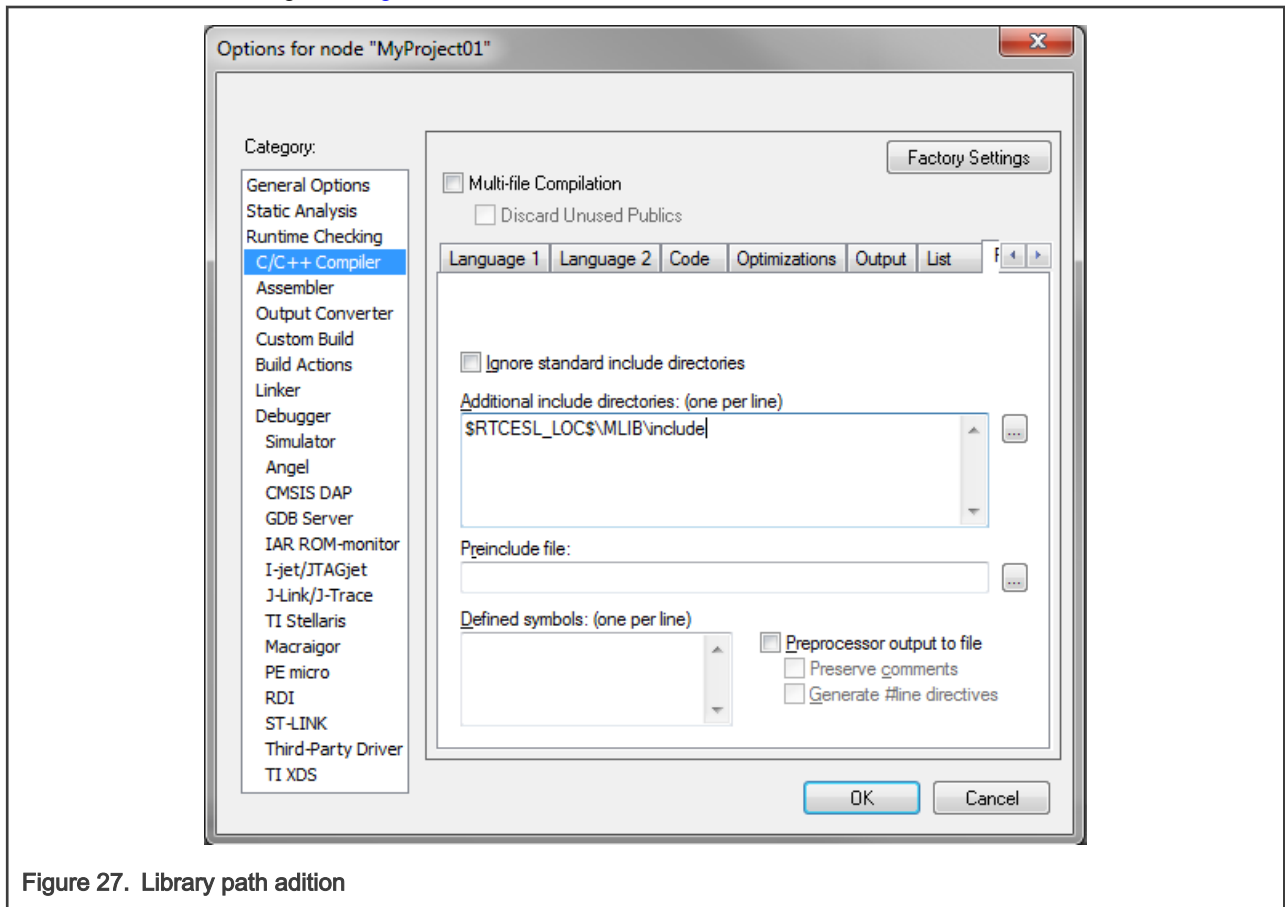 Options for node "MyProject01"
Category:
General Options
Static Analysis
Runtime Checking
C/C++ Compiler
Assembler
Output Converter
Custom Build
Build Actions
Linker
Debugger
Simulator
Angel
CMSIS DAP
GDB Server
IAR ROM-monitor
I-jet/JTAGjet
J-Link/J-Trace
TI Stellaris
Macraigor
PE micro
RDI
ST-LINK
Third-Party Driver
TI XDS
Factory Settings
Multi-file Compilation
Discard Unused Publics
Language 1 Language 2 Code Optimizations Output List
Ignore standard include directories
Additional include directories: (one per line)
$RTCESL_LOC$\MLIB\include
...
Preinclude file:
...
Defined symbols: (one per line)
Preprocessor output to file
Preserve comments
Generate #line directives
OK Cancel
Figure 27. Library path adition